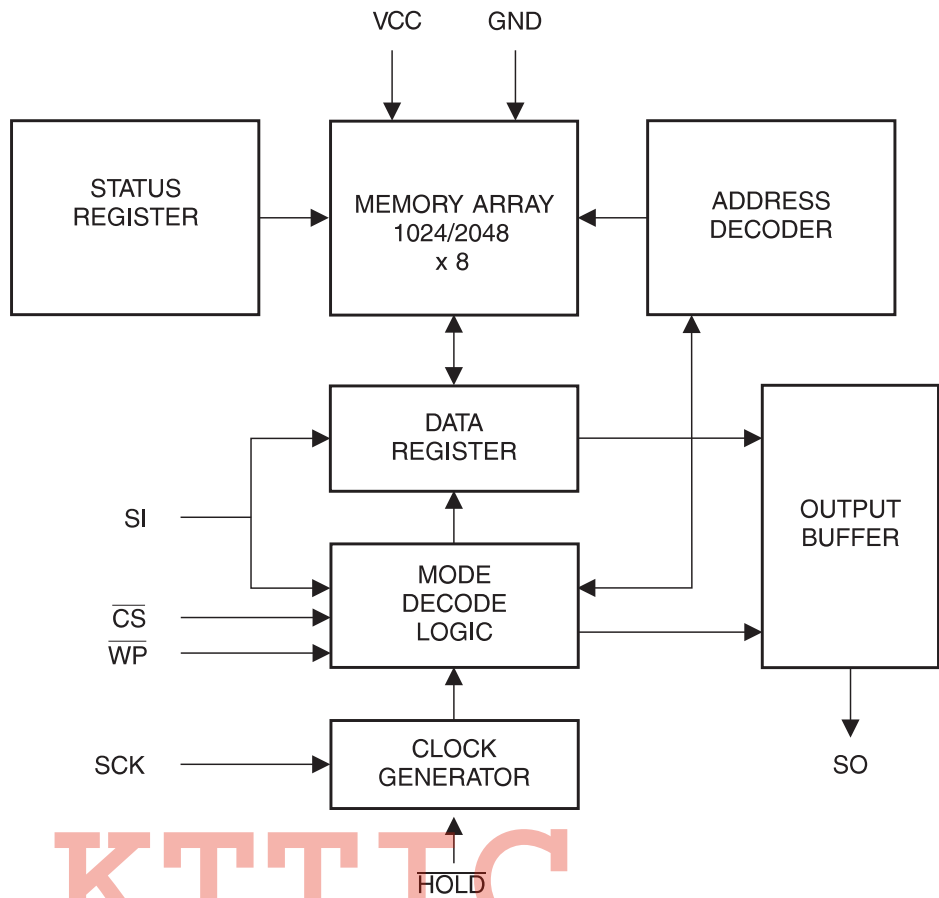 VCC
GND
STATUS
REGISTER
MEMORY ARRAY
1024/2048
x 8
ADDRESS
DECODER
DATA
REGISTER
SI
MODE
DECODE
LOGIC
OUTPUT
BUFFER
CS
WP
SCK
CLOCK
GENERATOR
SO
HOLD